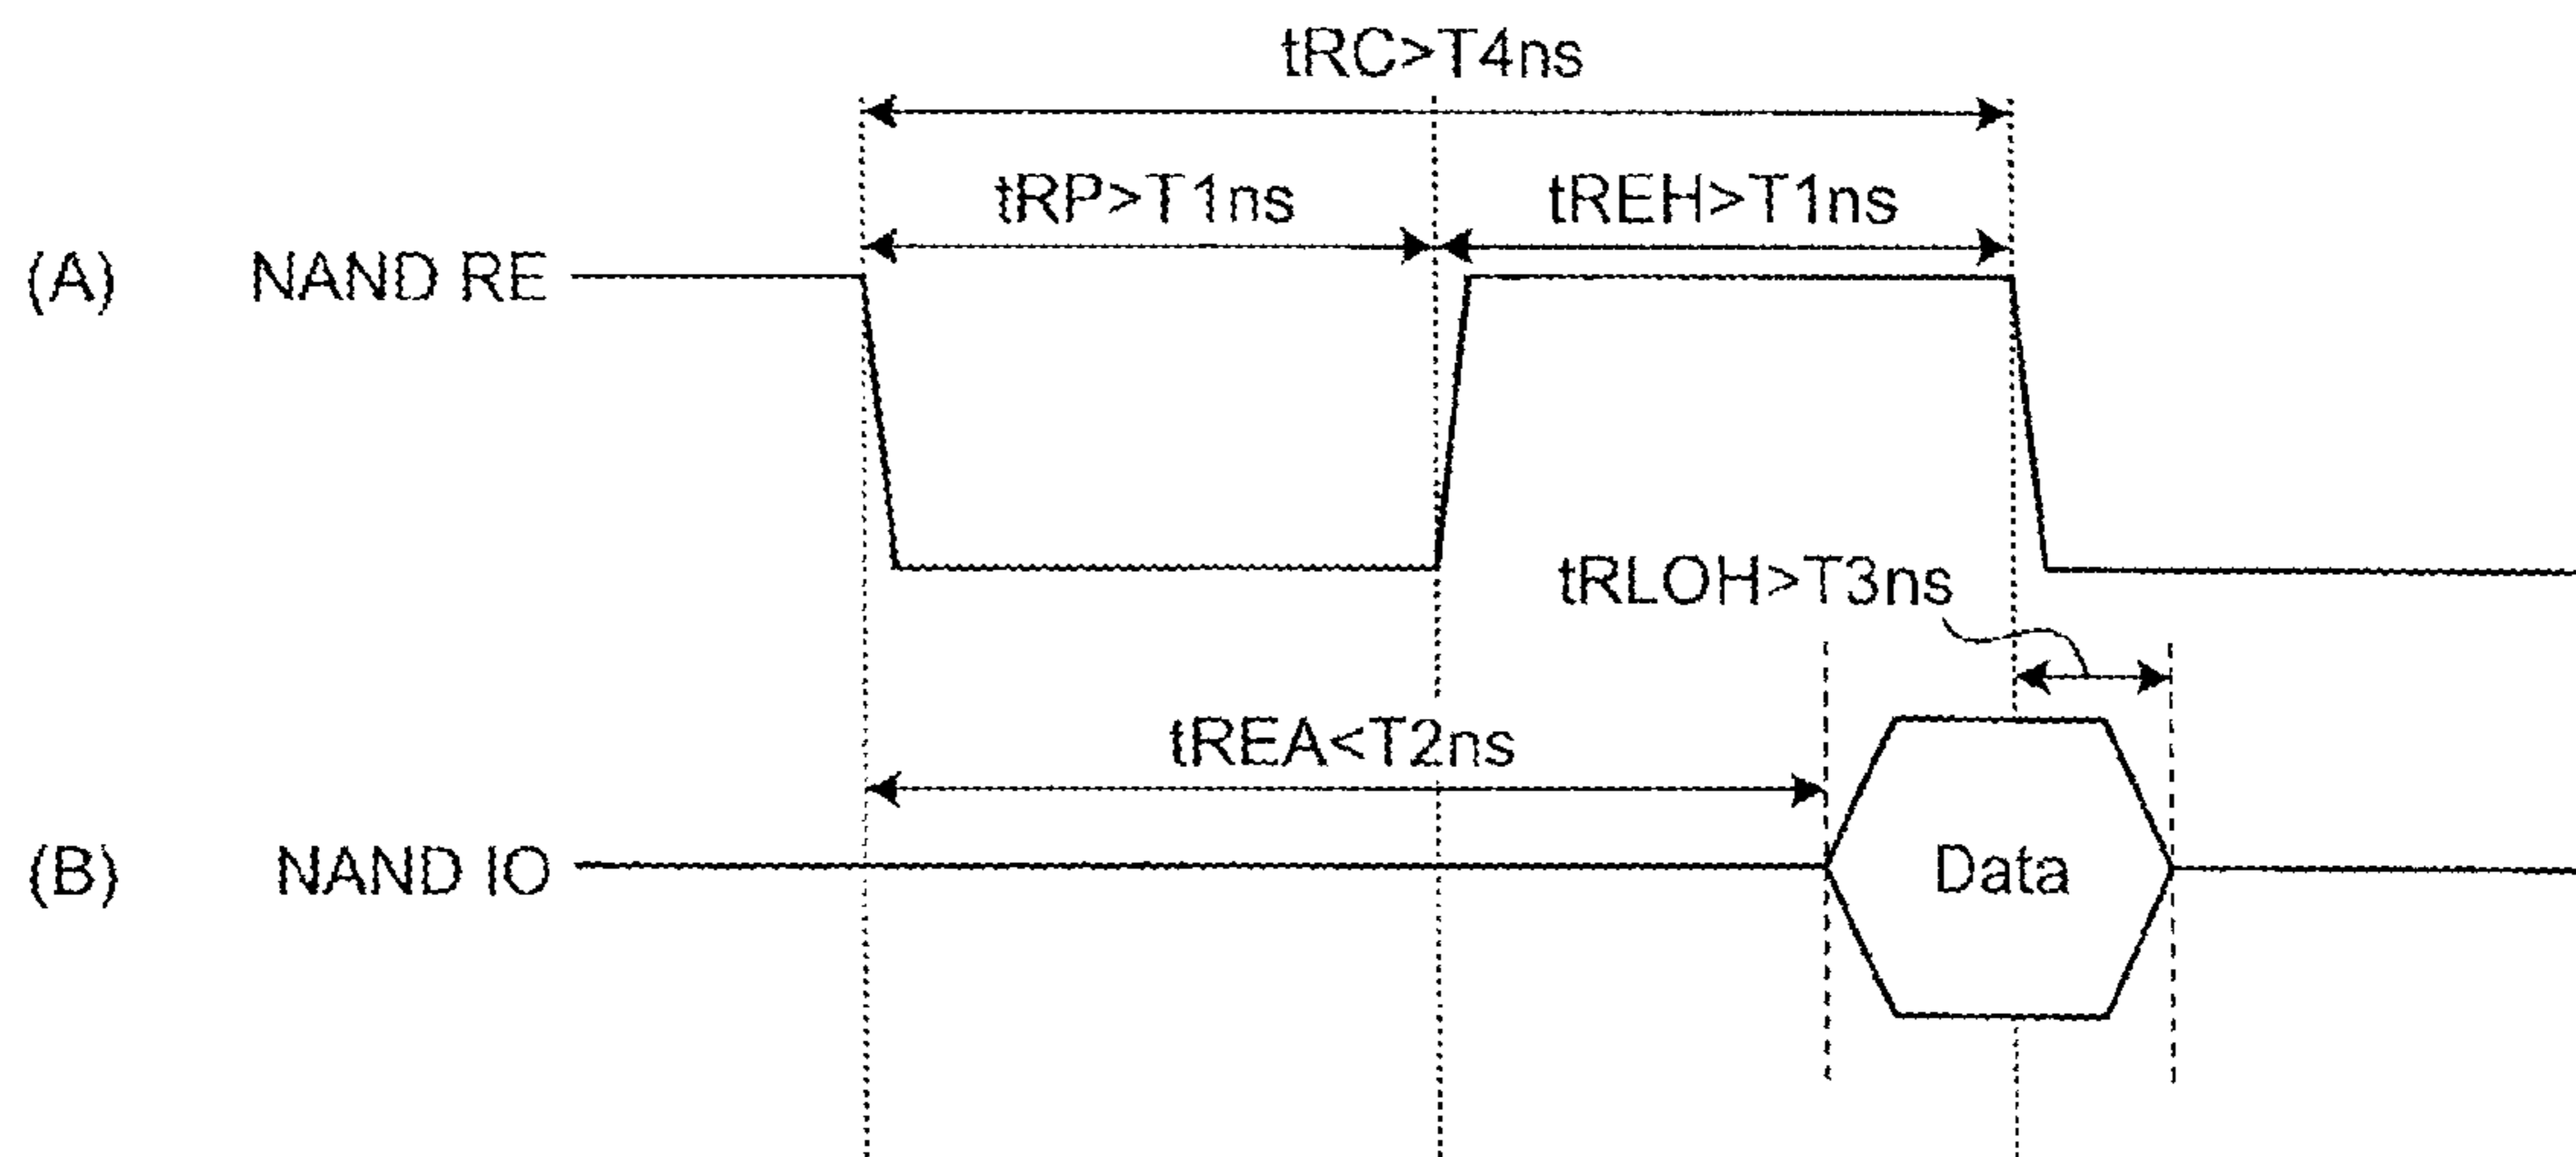 tRC>T4ns
tRP>T1ns tREH>T1ns
(A) NAND RE
tRLOH>T3ns
tREA<T2ns
(B) NAND IO Data